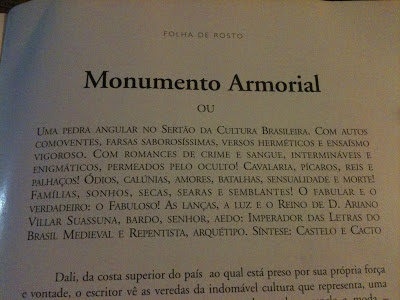 FOLHA DE ROSTO
Monumento Armorial
OU
UMA PEDRA ANGULAR NO SERTÃO DA CULTURA BRASILEIRA. COM AUTOS
COMOVENTES, FARSAS SABOROSÍSSIMAS, VERSOS HERMÉTICOS E ENSAÍSMO
VIGOROSO. COM ROMANCES DE CRIME E SANGUE, INTERMINÁVEIS E
ENIGMÁTICOS, PERMEADOS PELO OCULTO! CAVALARIA, PÍCAROS, REIS E
PALHAÇOS! ÓDIOS, CALÚNIAS, AMORES, BATALHAS, SENSUALIDADE E MORTE!
FAMÍLIAS, SONHOS, SECAS, SEARAS E SEMBLANTES! O FABULAR E O
VERDADEIRO: O FABULOSO! AS LANÇAS, A LUZ E O REINO DE D. ARIANO
VILLAR SUASSUNA, BARDO, SENHOR, AEDO: IMPERADOR DAS LETRAS DO
BRASIL MEDIEVAL E REPENTISTA, ARQUÉTIPO. SÍNTESE: CASTELO E CACTO
Dali, da costa superior do país ao qual está preso por sua própria força
e vontade, o escritor vê as veredas da indomável cultura que representa, uma